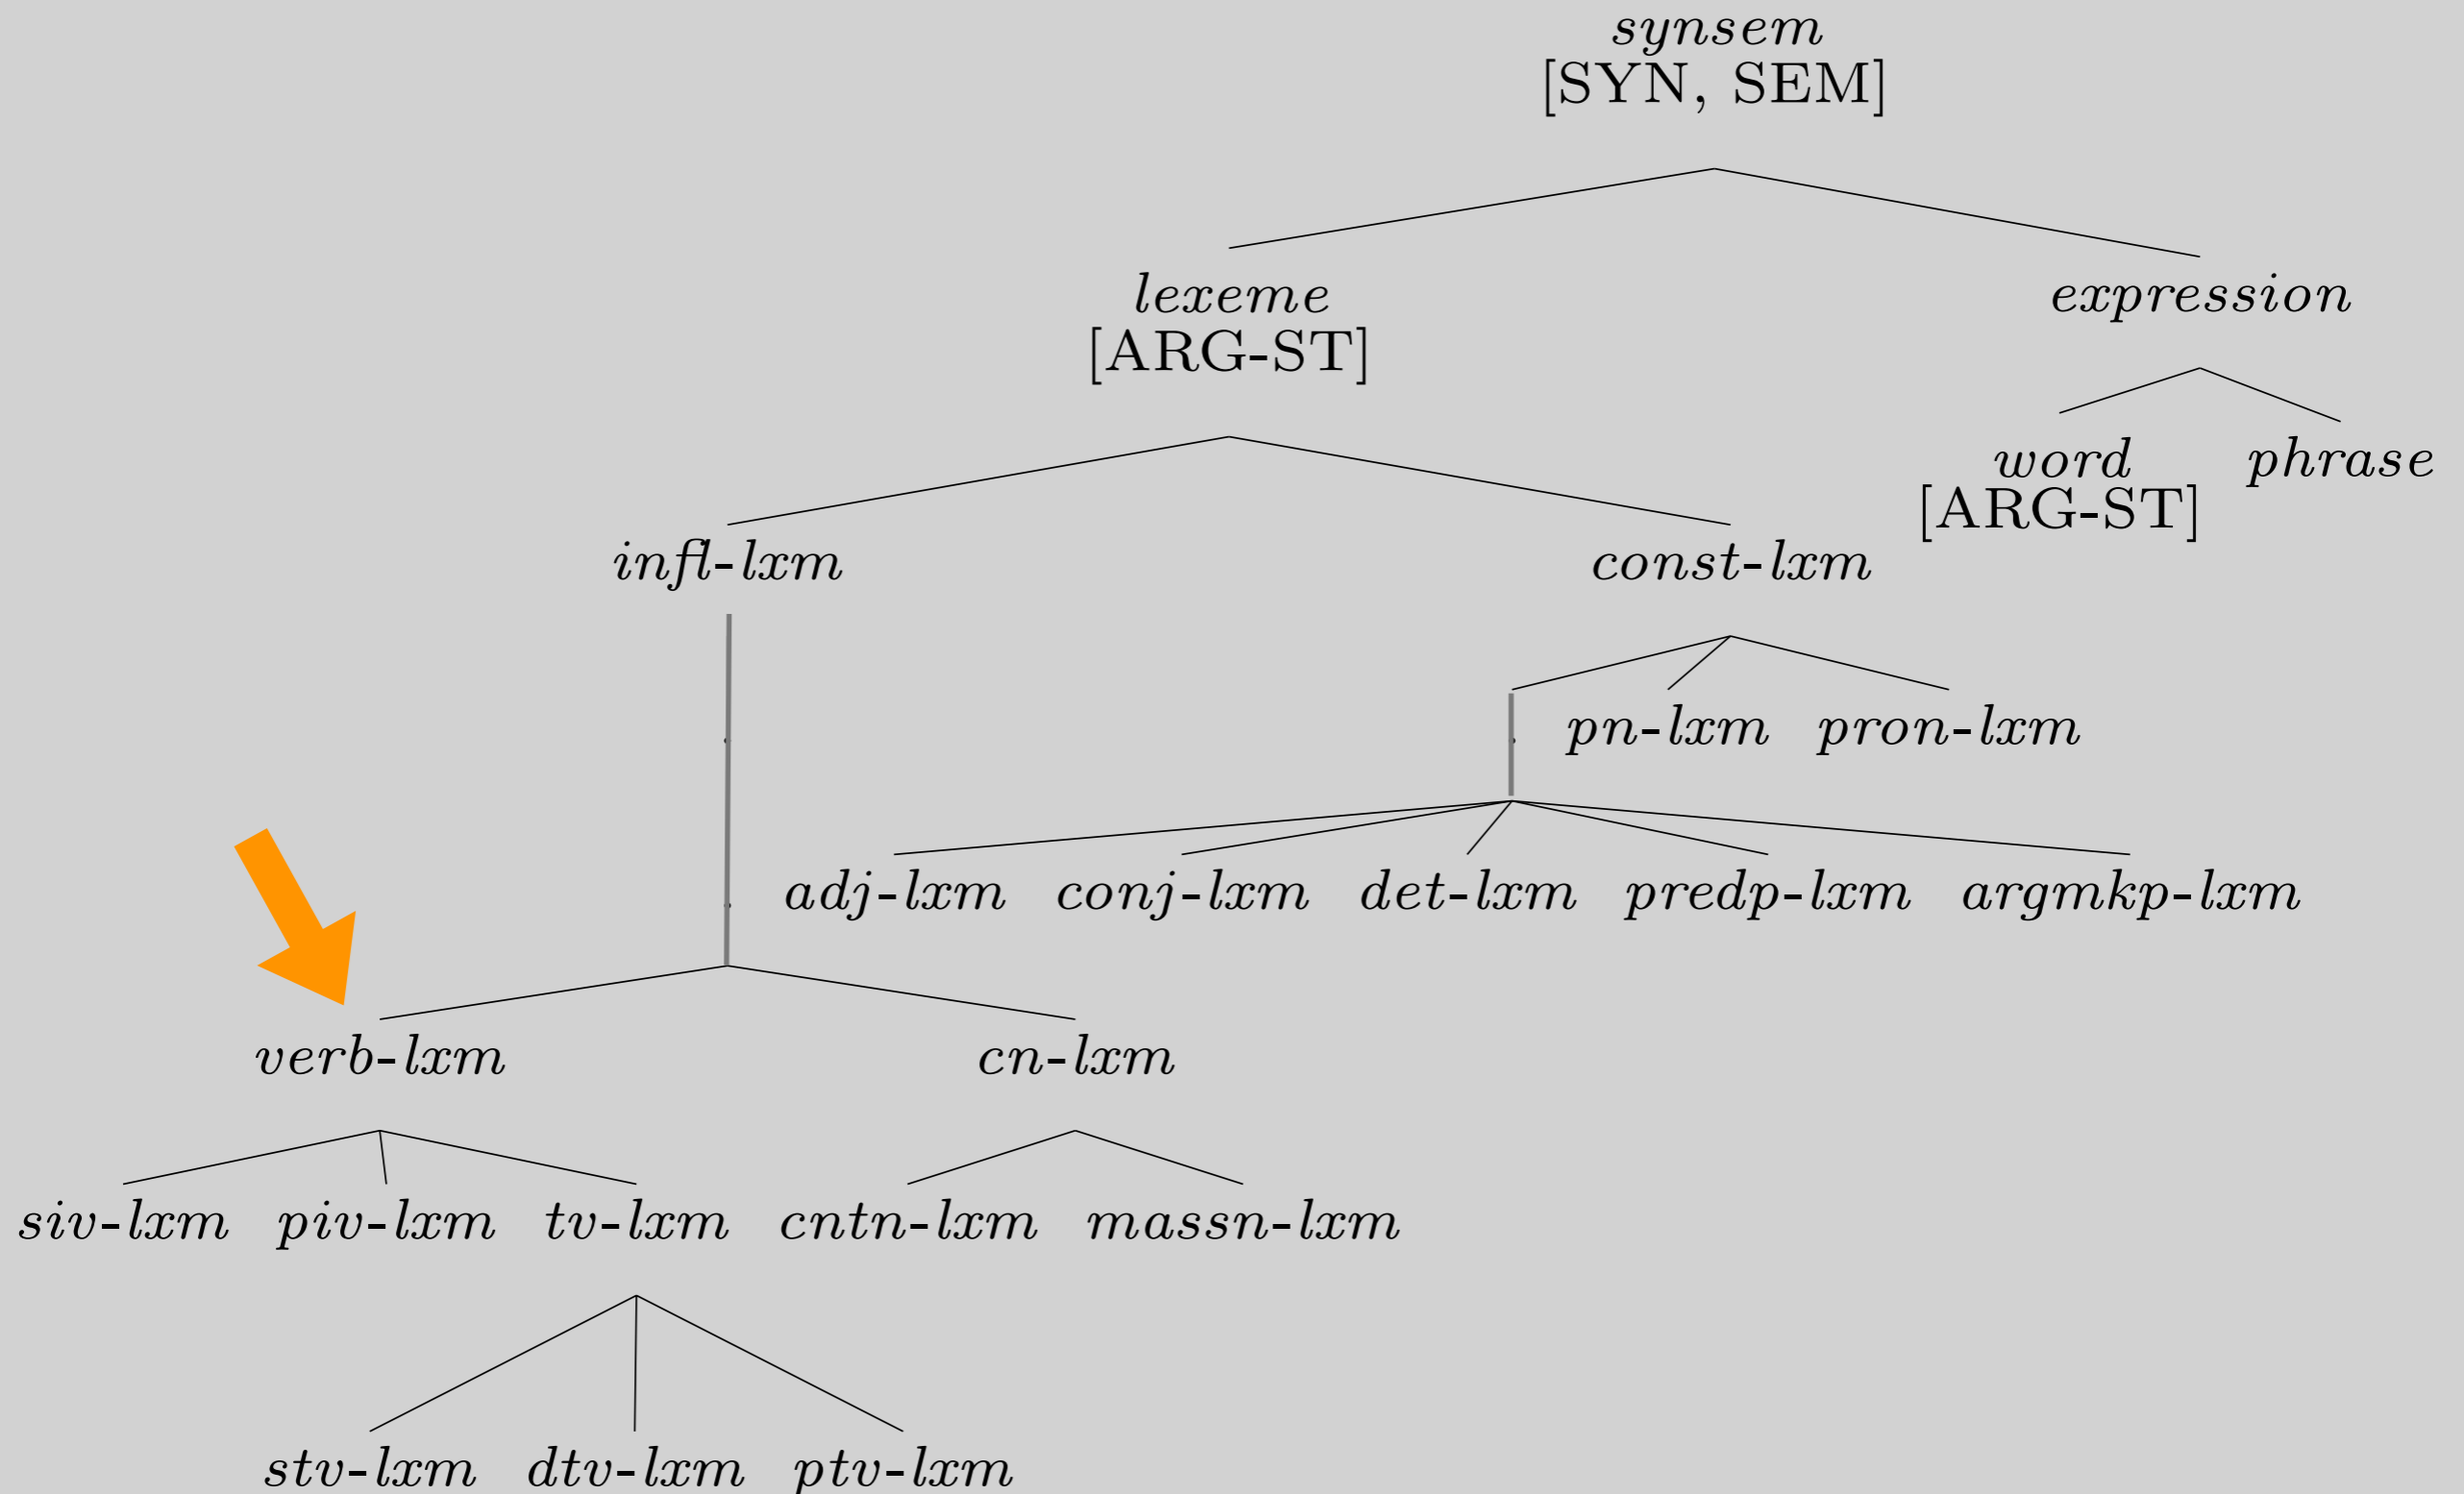 synsem
[SYN, SEM]
lexeme
[ARG-ST]
expression
word
[ARG-ST]
phrase
infl-lxm
const-lxm
pn-lxm
pron-lxm
adj-lxm
conj-lxm
det-lxm
predp-lxm
argmkp-lxm
verb-lxm
cn-lxm
siv-lxm
piv-lxm
tv-lxm
cntn-lxm
massn-lxm
stv-lxm
dtv-lxm
ptv-lxm